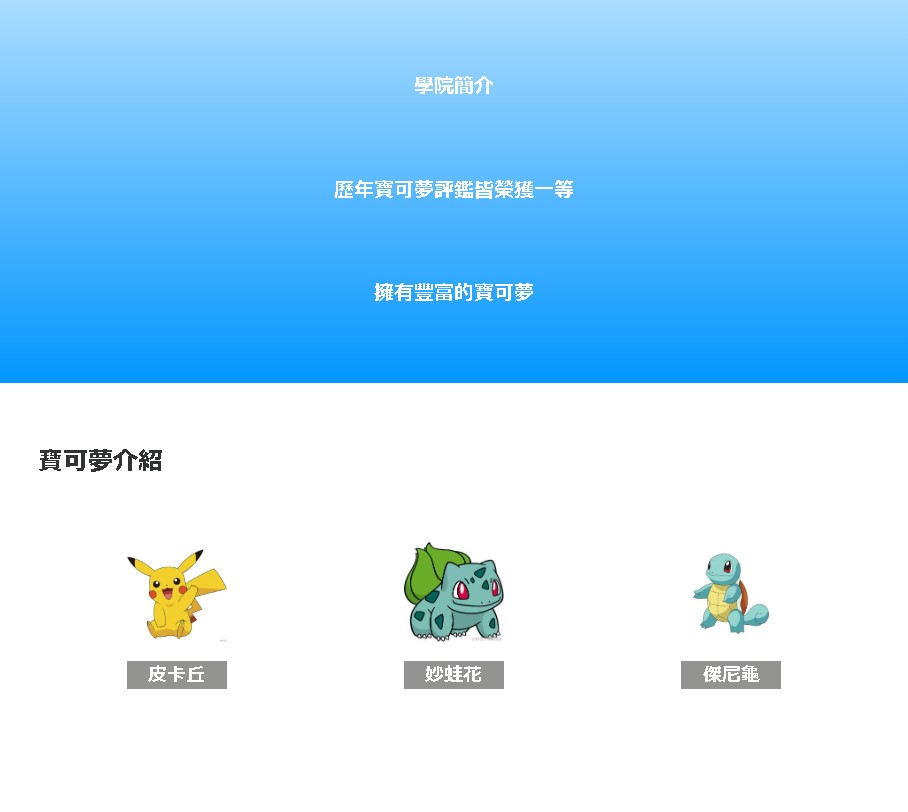 學院簡介
歷年寶可夢評鑑皆榮獲一等
擁有豐富的寶可夢
寶可夢介紹
皮卡丘
妙蛙花
傑尼龜